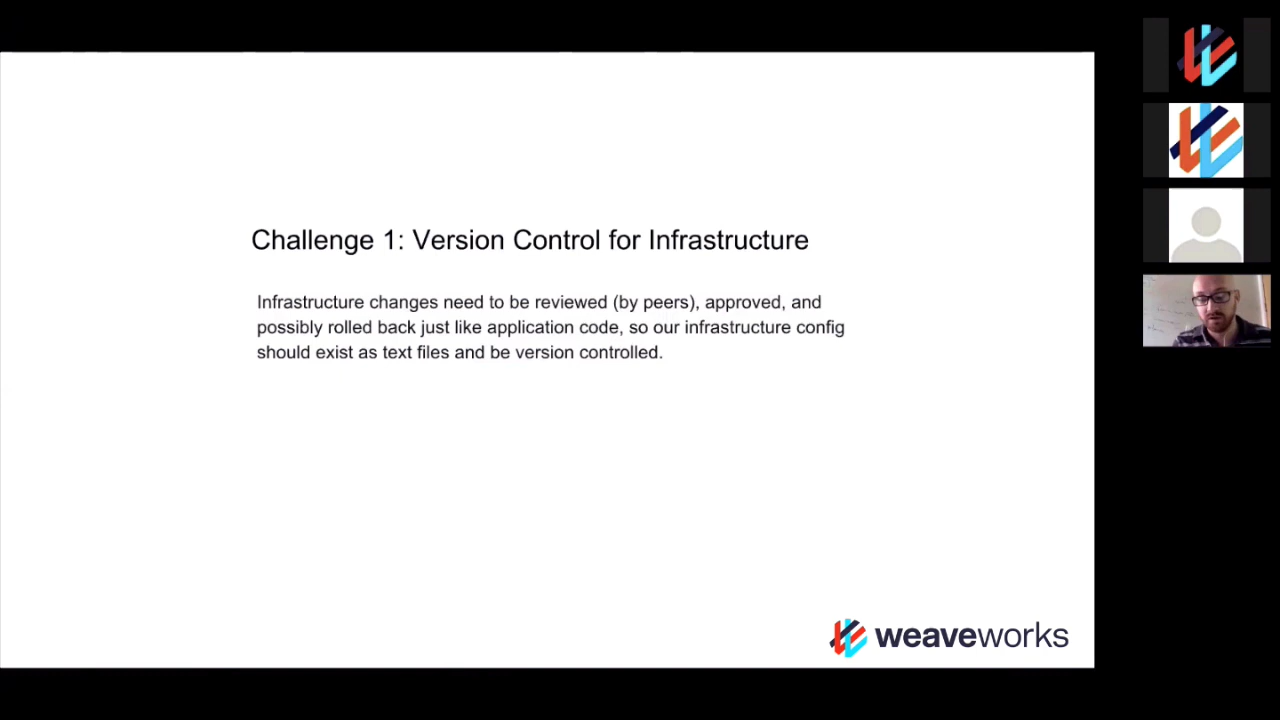 Challenge 1: Version Control for Infrastructure
Infrastructure changes need to be reviewed (by peers), approved, and
possibly rolled back just like application code, so our infrastructure config
should exist as text files and be version controlled.
weaveworks